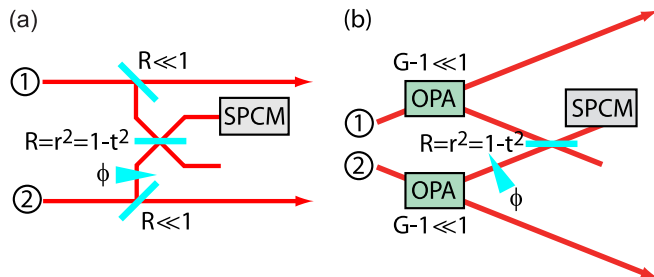 (a)
R≪1
①
SPCM
R=r²=1-t²
ϕ
②
R≪1
(b)
G-1≪1
OPA
SPCM
①
R=r²=1-t²
②
OPA
ϕ
G-1≪1